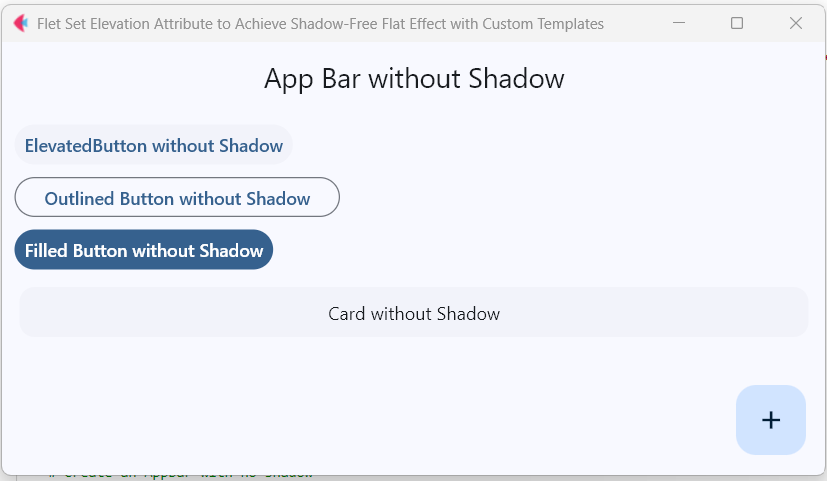 Flet Set Elevation Attribute to Achieve Shadow-Free Flat Effect with Custom Templates
App Bar without Shadow
ElevatedButton without Shadow
Outlined Button without Shadow
Filled Button without Shadow
Card without Shadow
+